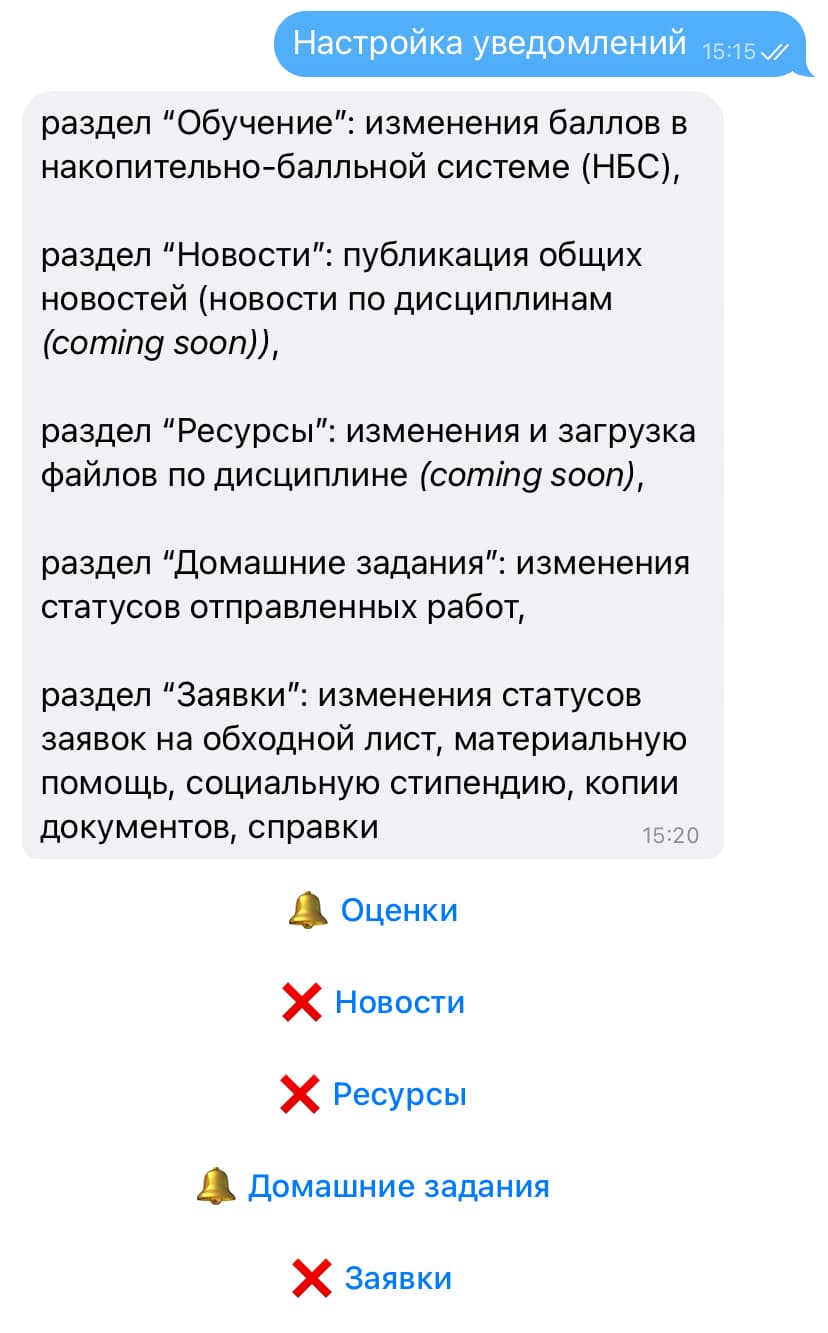 Настройка уведомлений 15:15
раздел “Обучение”: изменения баллов в
накопительно-балльной системе (НБС),
раздел “Новости”: публикация общих
новостей (новости по дисциплинам
(coming soon)),
раздел “Ресурсы”: изменения и загрузка
файлов по дисциплине (coming soon),
раздел “Домашние задания”: изменения
статусов отправленных работ,
раздел “Заявки”: изменения статусов
заявок на обходной лист, материальную
помощь, социальную стипендию, копии
документов, справки 15:20
Оценки
Новости
Ресурсы
Домашние задания
Заявки